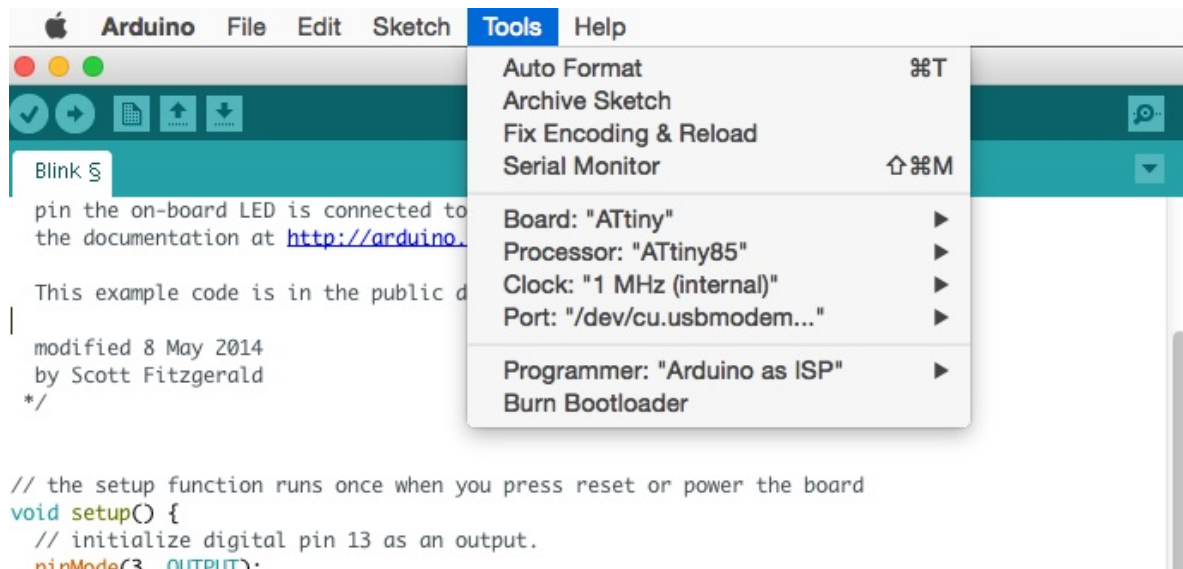 Arduino File Edit Sketch Tools Help
Auto Format ⌘T
Archive Sketch
Fix Encoding & Reload
Serial Monitor ⇧⌘M
Board: "ATtiny"
Processor: "ATtiny85"
Clock: "1 MHz (internal)"
Port: "/dev/cu.usbmodem..."
Programmer: "Arduino as ISP"
Burn Bootloader
Blink §
pin the on-board LED is connected to
the documentation at http://arduino.
This example code is in the public d
modified 8 May 2014
by Scott Fitzgerald
*/
// the setup function runs once when you press reset or power the board
void setup() {
// initialize digital pin 13 as an output.
pinMode(3, OUTPUT);